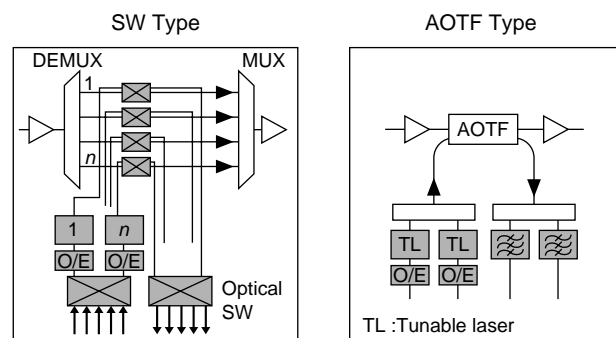 SW Type
DEMUX
MUX
1
n
1
n
O/E
O/E
Optical
SW
AOTF Type
AOTF
TL
TL
O/E
O/E
TL :Tunable laser